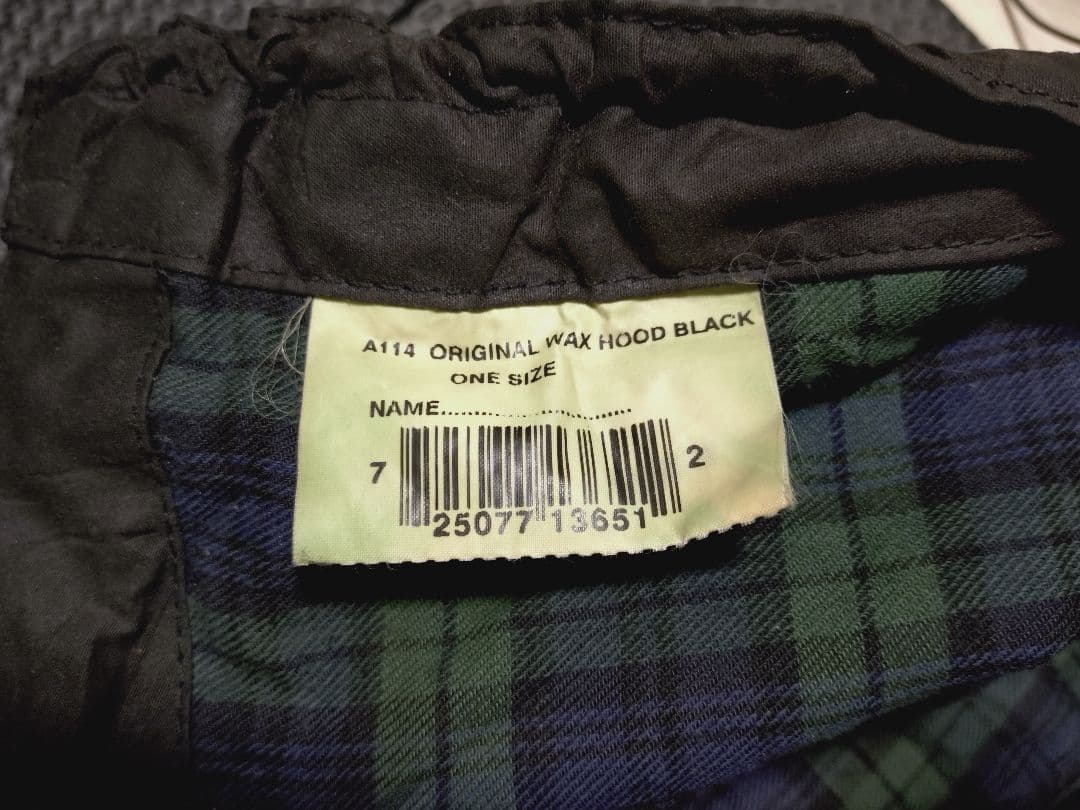 A114 ORIGINAL WAX HOOD BLACK
ONE SIZE
NAME..............................
7 25077 13651 2